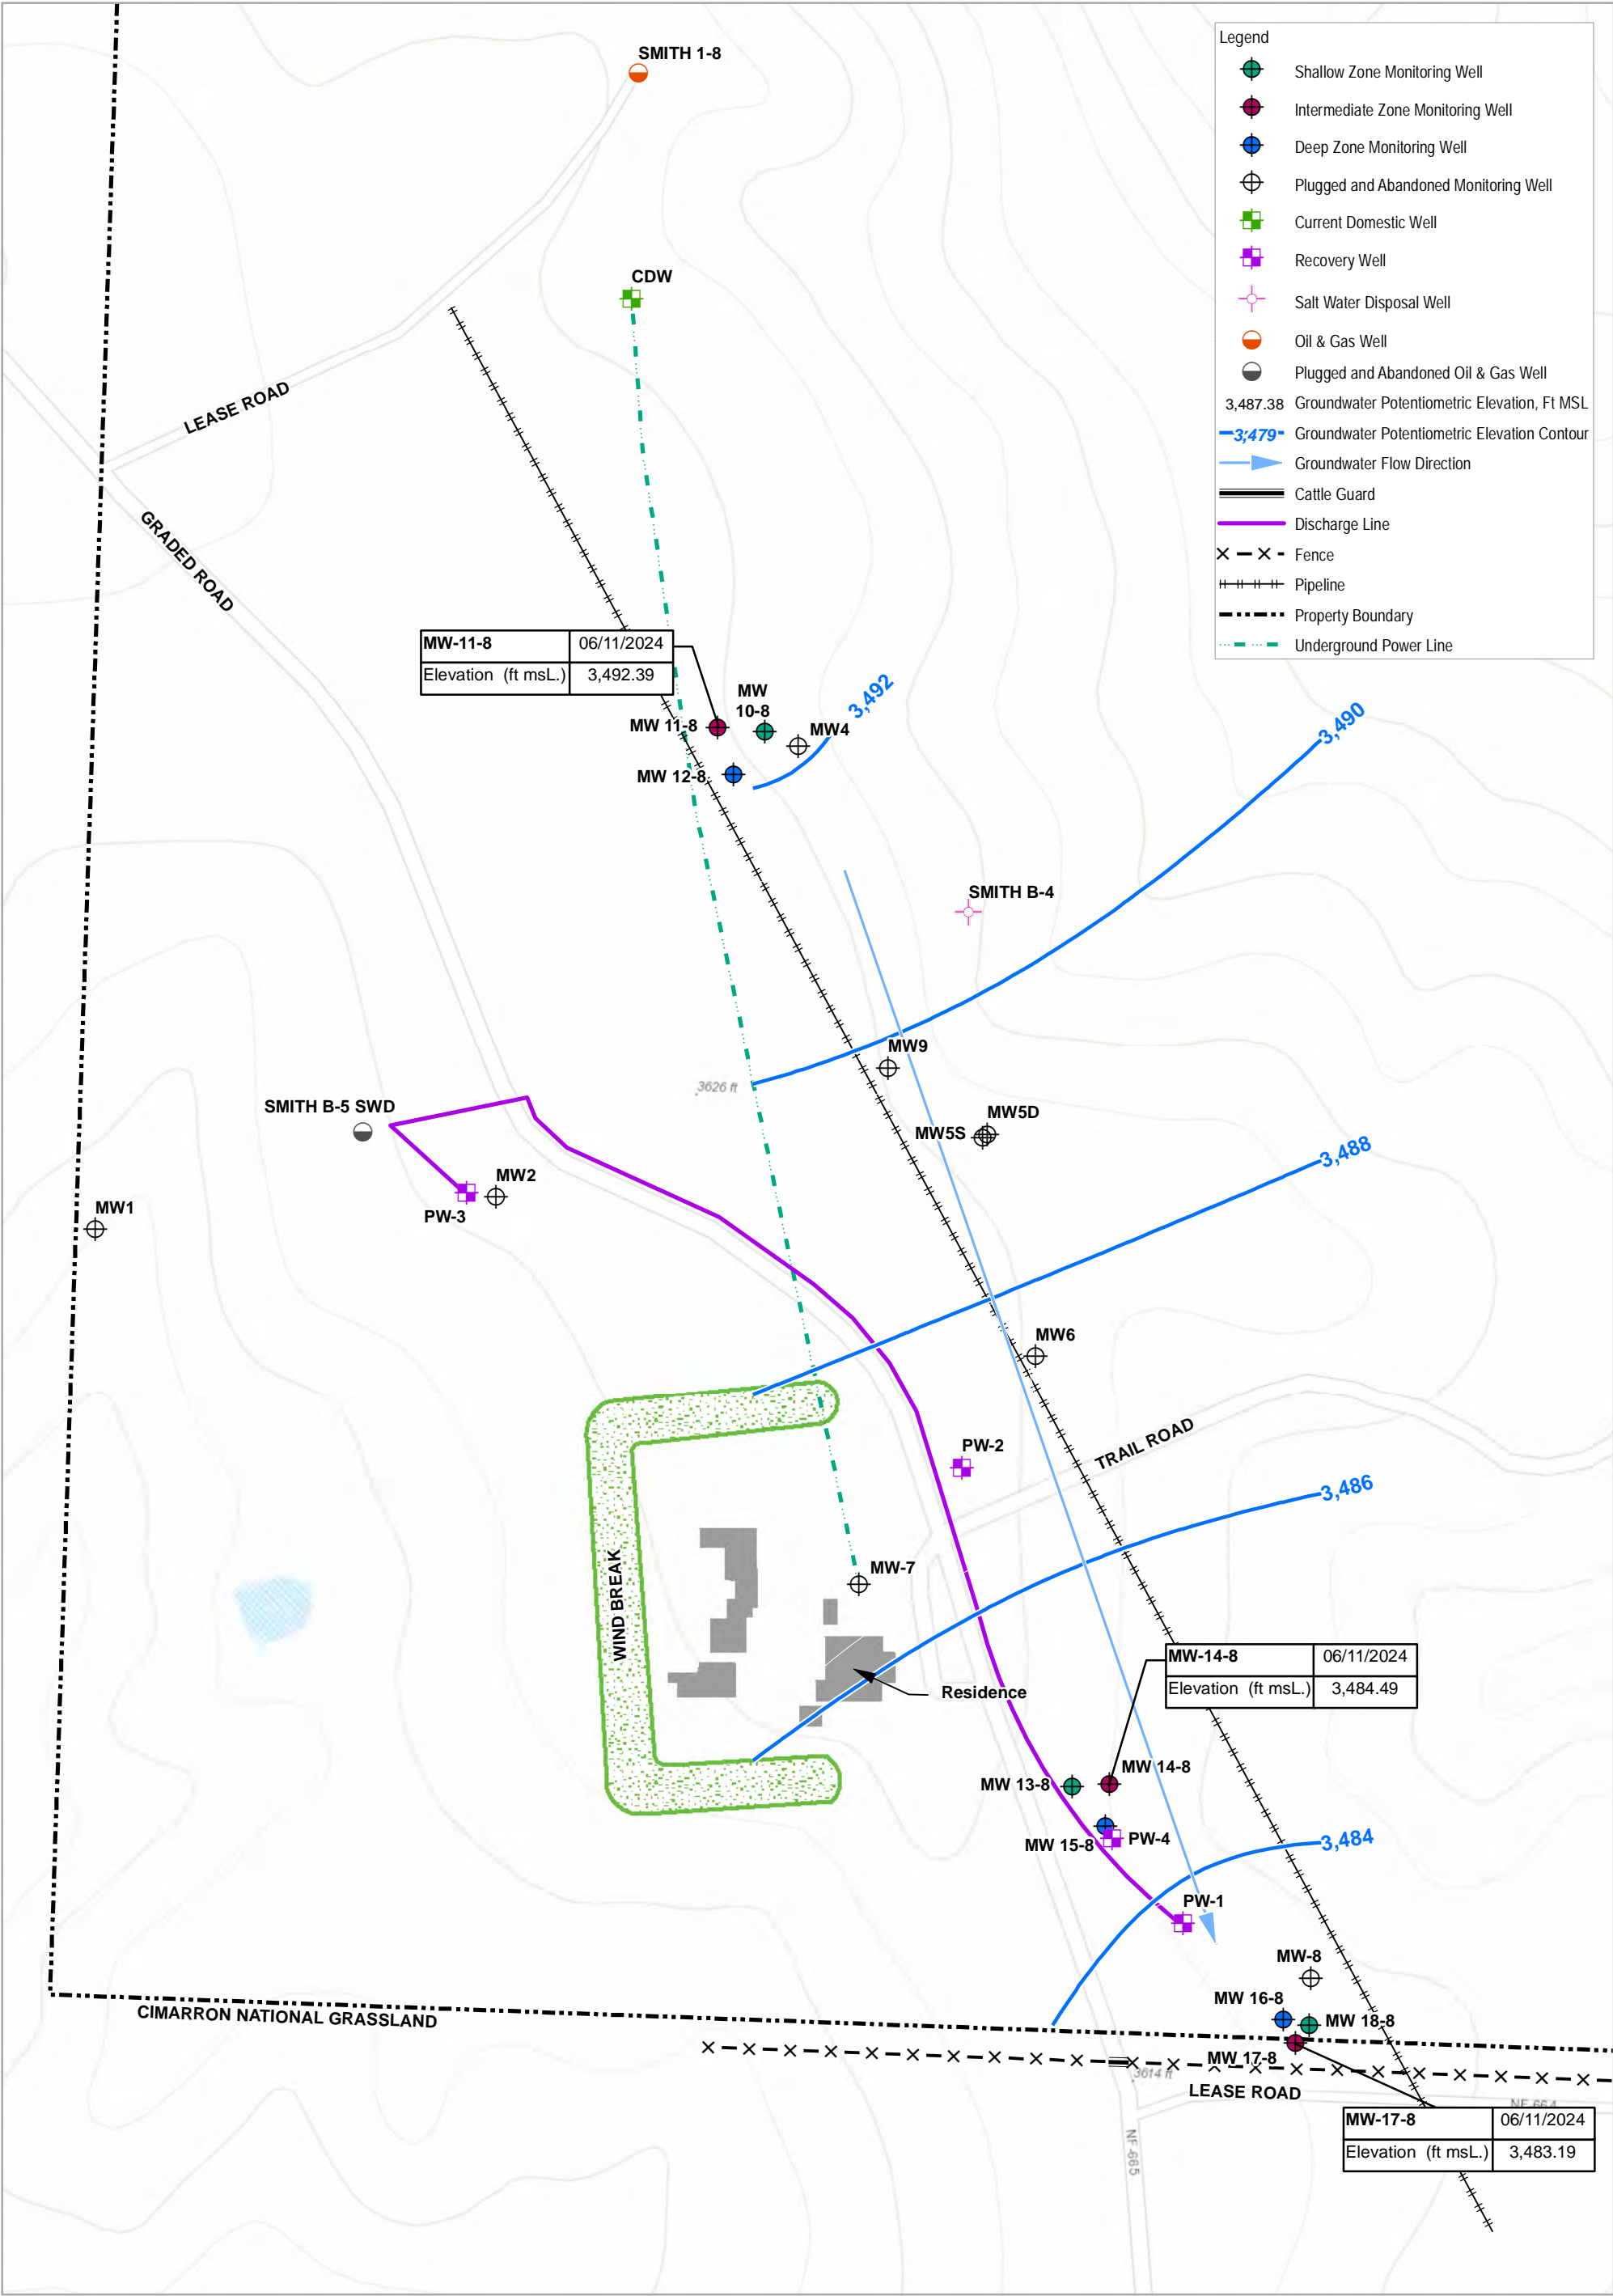 SMITH 1-8
Legend
Shallow Zone Monitoring Well
Intermediate Zone Monitoring Well
Deep Zone Monitoring Well
Plugged and Abandoned Monitoring Well
Current Domestic Well
Recovery Well
Salt Water Disposal Well
Oil & Gas Well
Plugged and Abandoned Oil & Gas Well
3,487.38 Groundwater Potentiometric Elevation, Ft MSL
3,479 Groundwater Potentiometric Elevation Contour
Groundwater Flow Direction
Cattle Guard
Discharge Line
Fence
Pipeline
Property Boundary
Underground Power Line
CDW
LEASE ROAD
GRADED ROAD
MW-11-8 06/11/2024
Elevation (ft msL.) 3,492.39
MW
10-8
MW 11-8
MW4
MW 12-8
3,492
3,490
SMITH B-4
MW9
3626 ft
SMITH B-5 SWD
MW5D
MW5S
3,488
MW2
MW1
PW-3
MW6
PW-2
TRAIL ROAD
3,486
MW-7
WIND BREAK
Residence
MW-14-8 06/11/2024
Elevation (ft msL.) 3,484.49
MW 14-8
MW 13-8
MW 15-8
PW-4
3,484
PW-1
MW-8
MW 16-8
MW 18-8
CIMARRON NATIONAL GRASSLAND
MW 17-8
3614 ft
LEASE ROAD
NF-664
NF-665
MW-17-8 06/11/2024
Elevation (ft msL.) 3,483.19